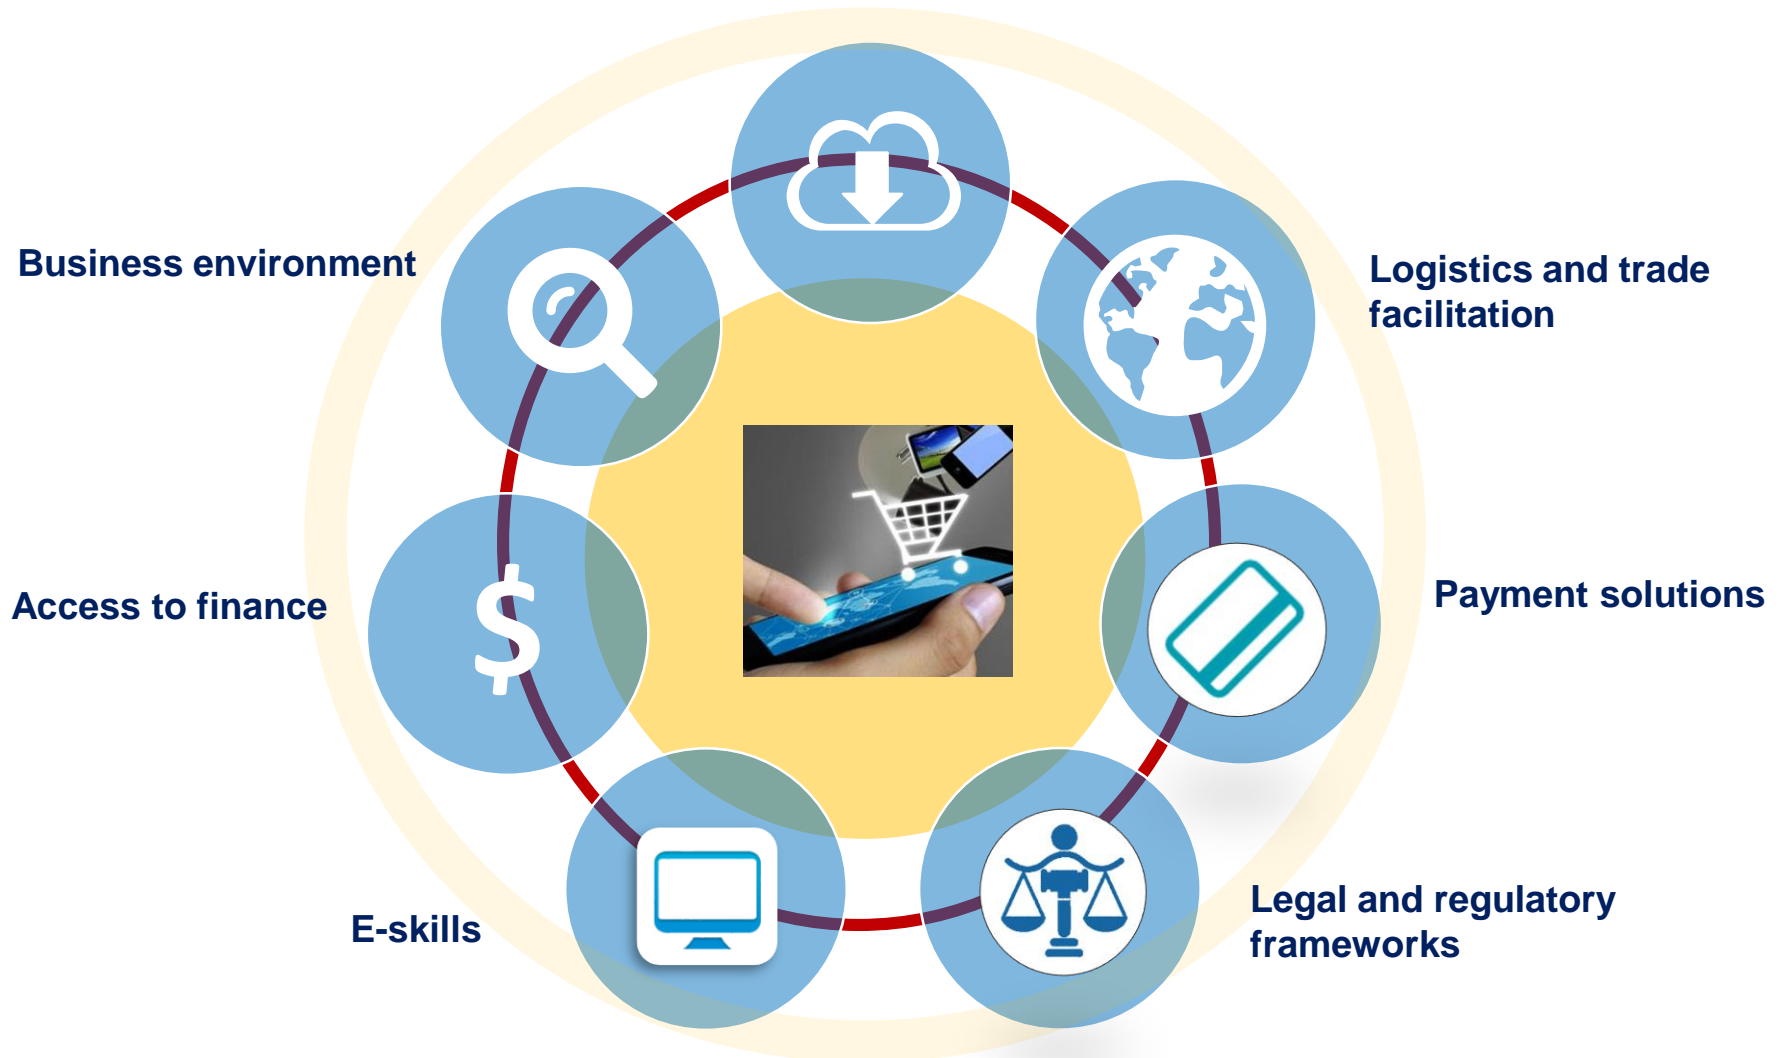 Business environment
Logistics and trade
facilitation
Access to finance
Payment solutions
E-skills
Legal and regulatory
frameworks
$